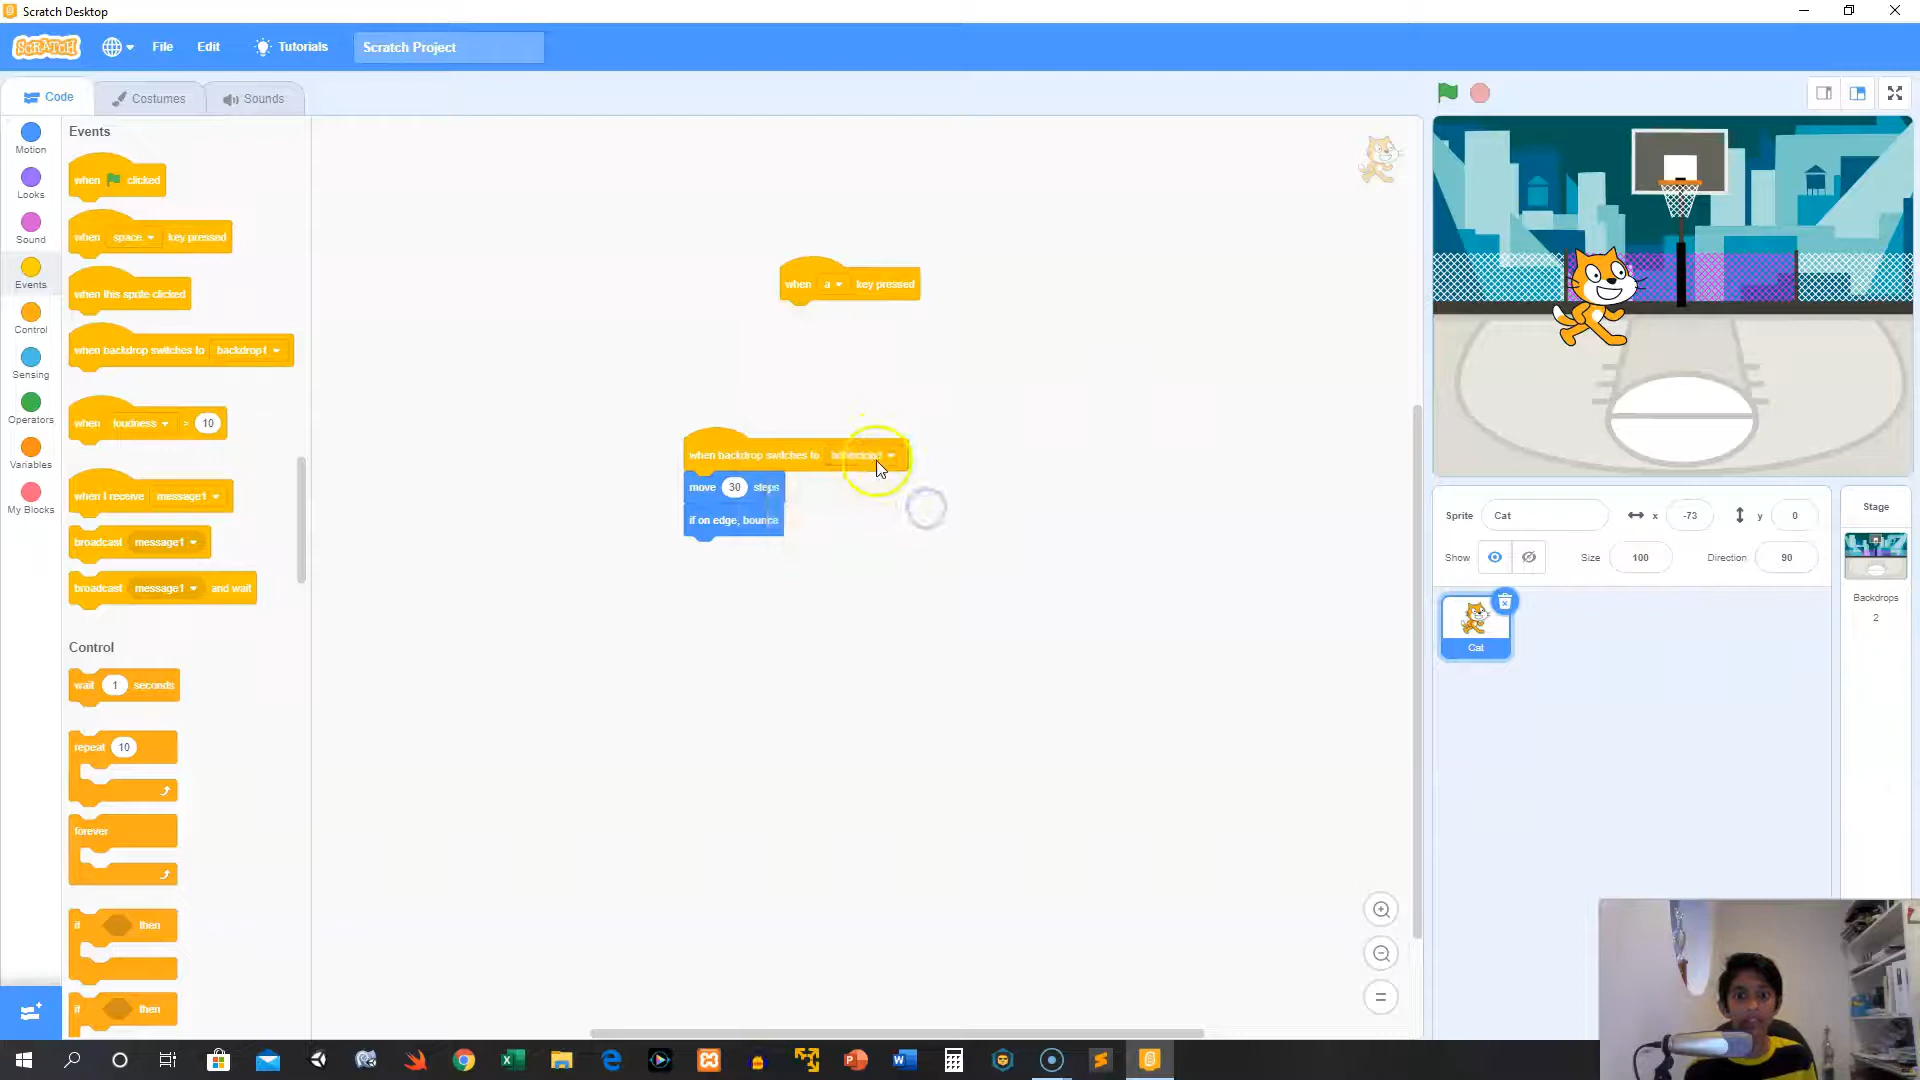 Scratch Desktop
SCRATCH
File
Edit
Tutorials
Scratch Project
Code
Costumes
Sounds
Motion
Looks
Sound
Events
Control
Sensing
Operators
Variables
My Blocks
Events
when clicked
when space key pressed
when this sprite clicked
when backdrop switches to backdrop1
when loudness > 10
when I receive message1
broadcast message1
broadcast message1 and wait
Control
wait 1 seconds
repeat 10
forever
if then
if then
when a key pressed
when backdrop switches to
move 30 steps
if on edge, bounce
Sprite Cat
x -73
y 0
Show
Size 100
Direction 90
Cat
Stage
Backdrops
2